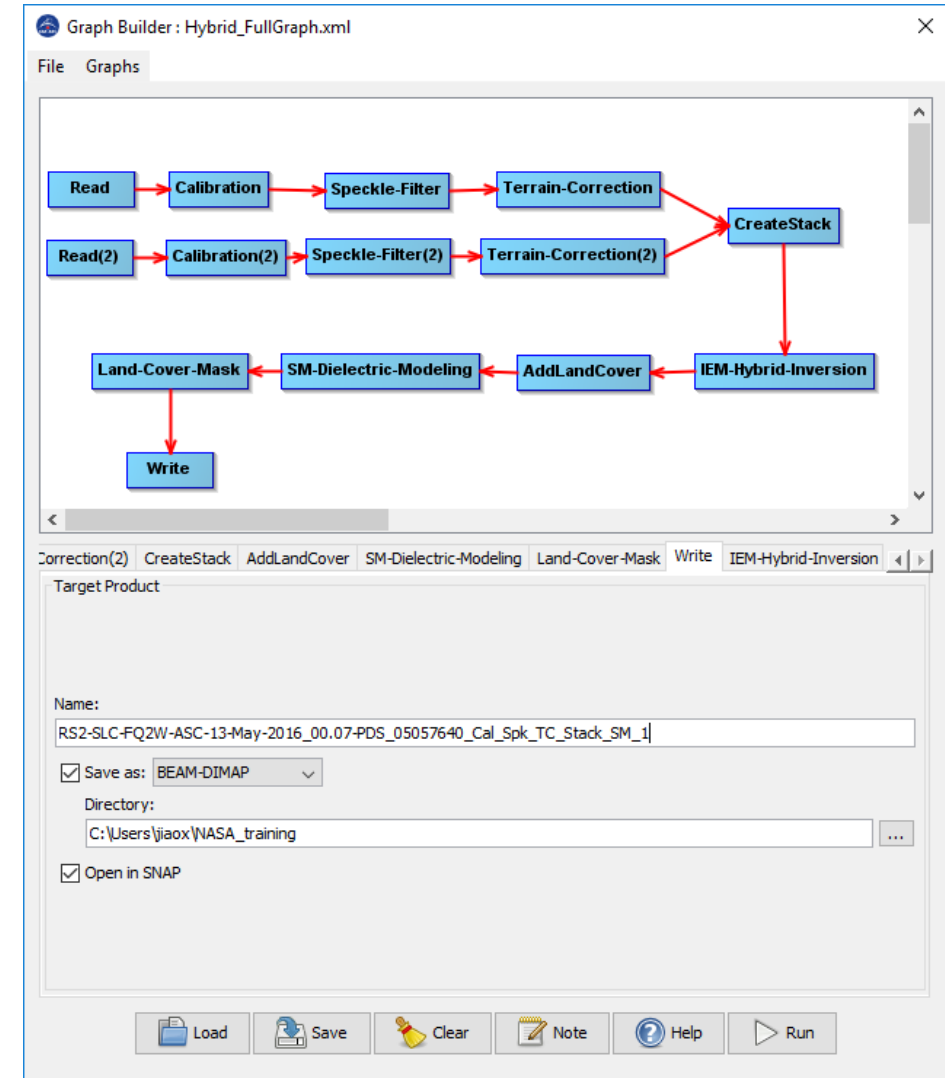 Graph Builder : Hybrid_FullGraph.xml
File Graphs
Read Calibration Speckle-Filter Terrain-Correction
CreateStack
Read(2) Calibration(2) Speckle-Filter(2) Terrain-Correction(2)
Land-Cover-Mask SM-Dielectric-Modeling AddLandCover IEM-Hybrid-Inversion
Write
Correction(2) CreateStack AddLandCover SM-Dielectric-Modeling Land-Cover-Mask Write IEM-Hybrid-Inversion
Target Product
Name:
RS2-SLC-FQ2W-ASC-13-May-2016_00.07-PDS_05057640_Cal_Spk_TC_Stack_SM_1
Save as: BEAM-DIMAP
Directory:
C:\Users\jiaox\NASA_training
...
Open in SNAP
Load Save Clear Note Help Run